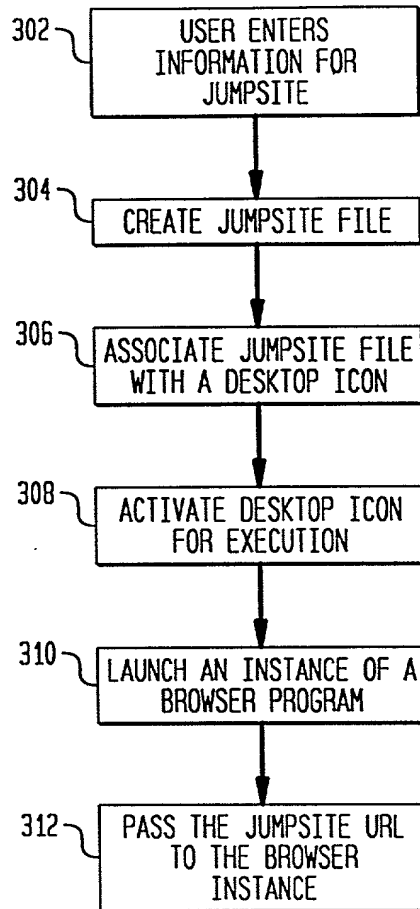 302
USER ENTERS
INFORMATION FOR
JUMPSITE
304
CREATE JUMPSITE FILE
306
ASSOCIATE JUMPSITE FILE
WITH A DESKTOP ICON
308
ACTIVATE DESKTOP ICON
FOR EXECUTION
310
LAUNCH AN INSTANCE OF A
BROWSER PROGRAM
312
PASS THE JUMPSITE URL
TO THE BROWSER
INSTANCE